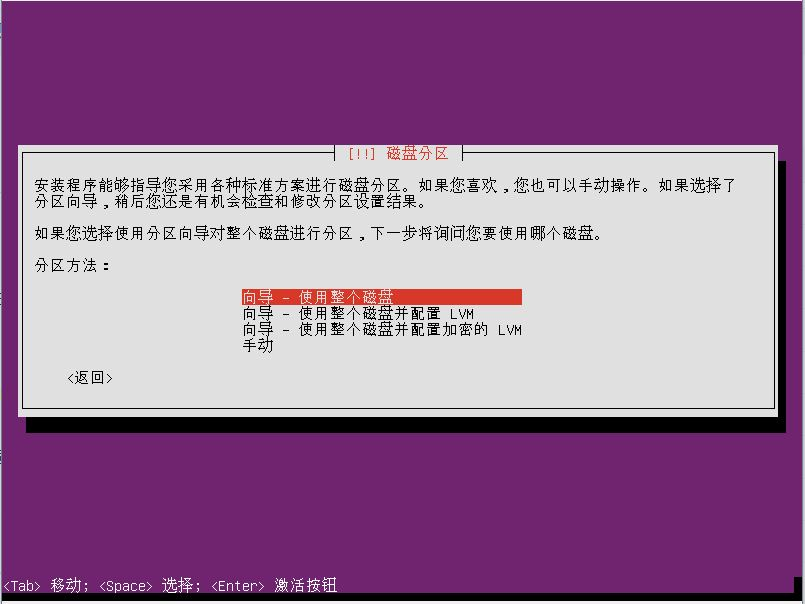 [!!] 磁盘分区
安装程序能够指导您采用各种标准方案进行磁盘分区。如果您喜欢,您也可以手动操作。如果选择了
分区向导,稍后您还是有机会检查和修改分区设置结果。
如果您选择使用分区向导对整个磁盘进行分区,下一步将询问您要使用哪个磁盘。
分区方法:
向导 - 使用整个磁盘
向导 - 使用整个磁盘并配置 LVM
向导 - 使用整个磁盘并配置加密的 LVM
手动
<返回>
<Tab> 移动; <Space> 选择; <Enter> 激活按钮